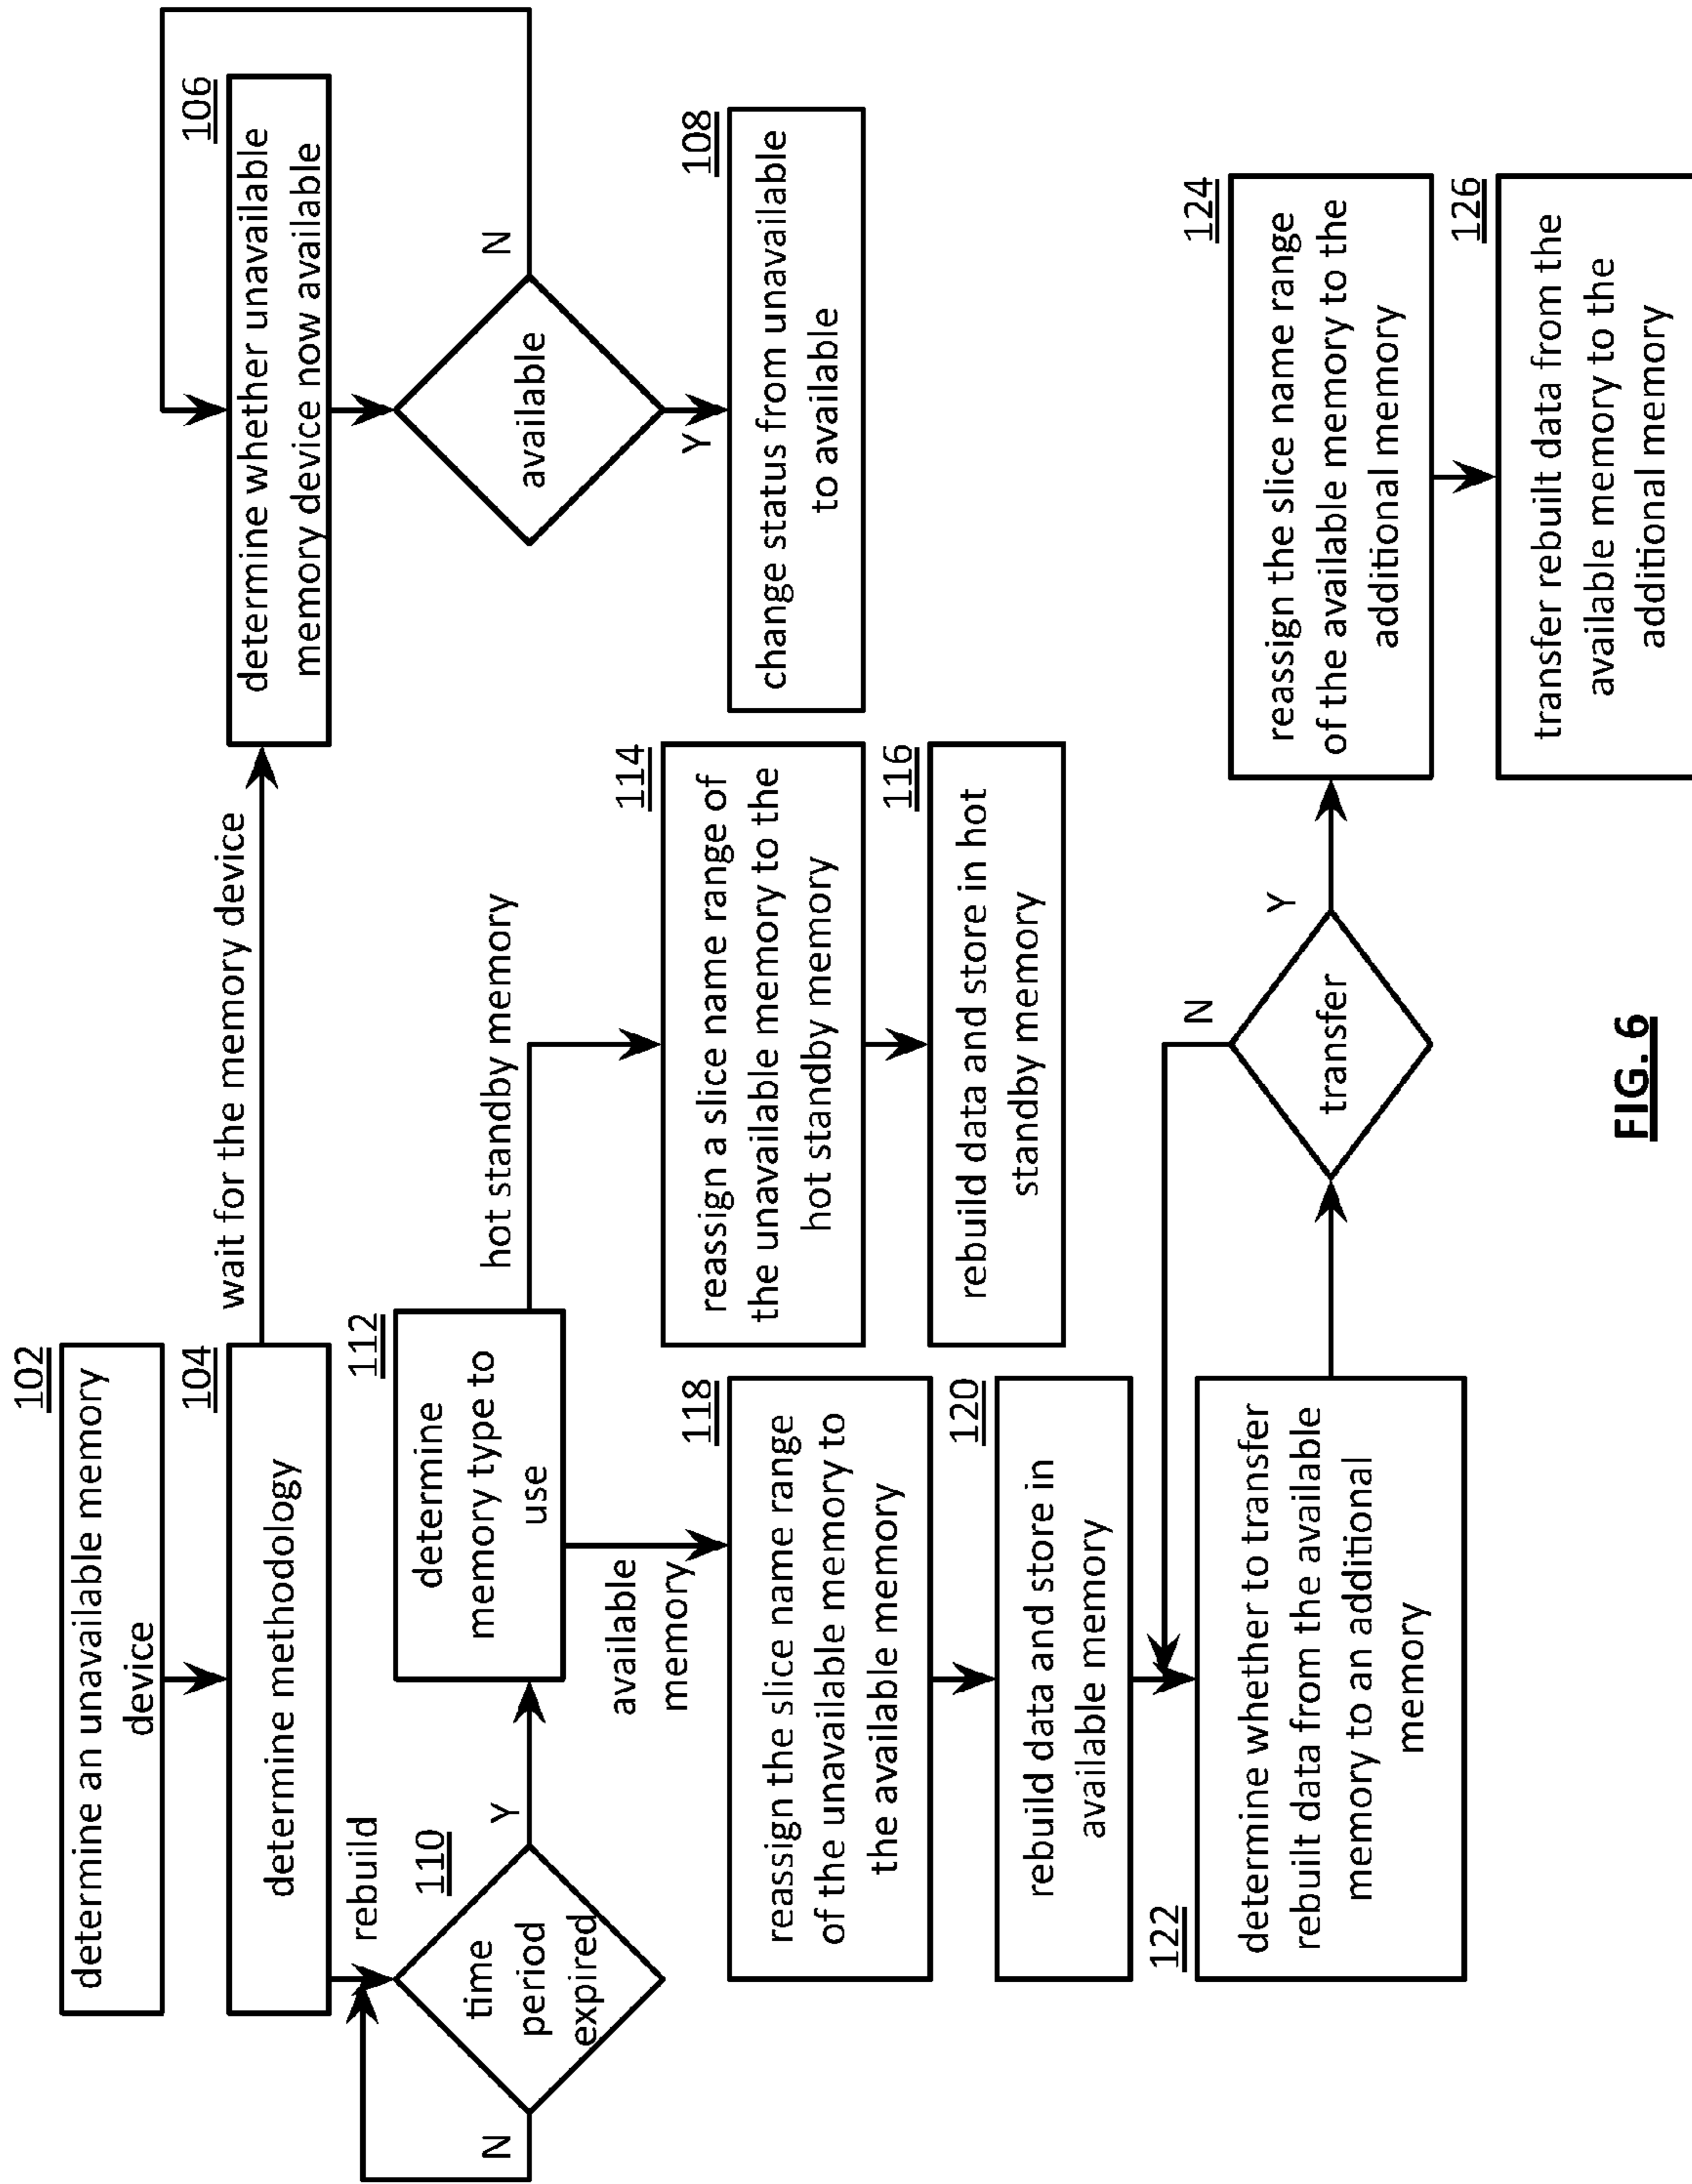 102
determine an unavailable memory
device
104
determine methodology
wait for the memory device
106
determine whether unavailable
memory device now available
available
N
Y
108
change status from unavailable
to available
rebuild
110
time
period
expired
N
Y
112
determine
memory type to
use
hot standby memory
114
reassign a slice name range of
the unavailable memory to the
hot standby memory
116
rebuild data and store in hot
standby memory
available
memory
118
reassign the slice name range
of the unavailable memory to
the available memory
120
rebuild data and store in
available memory
122
determine whether to transfer
rebuilt data from the available
memory to an additional
memory
transfer
N
Y
124
reassign the slice name range
of the available memory to the
additional memory
126
transfer rebuilt data from the
available memory to the
additional memory
FIG. 6